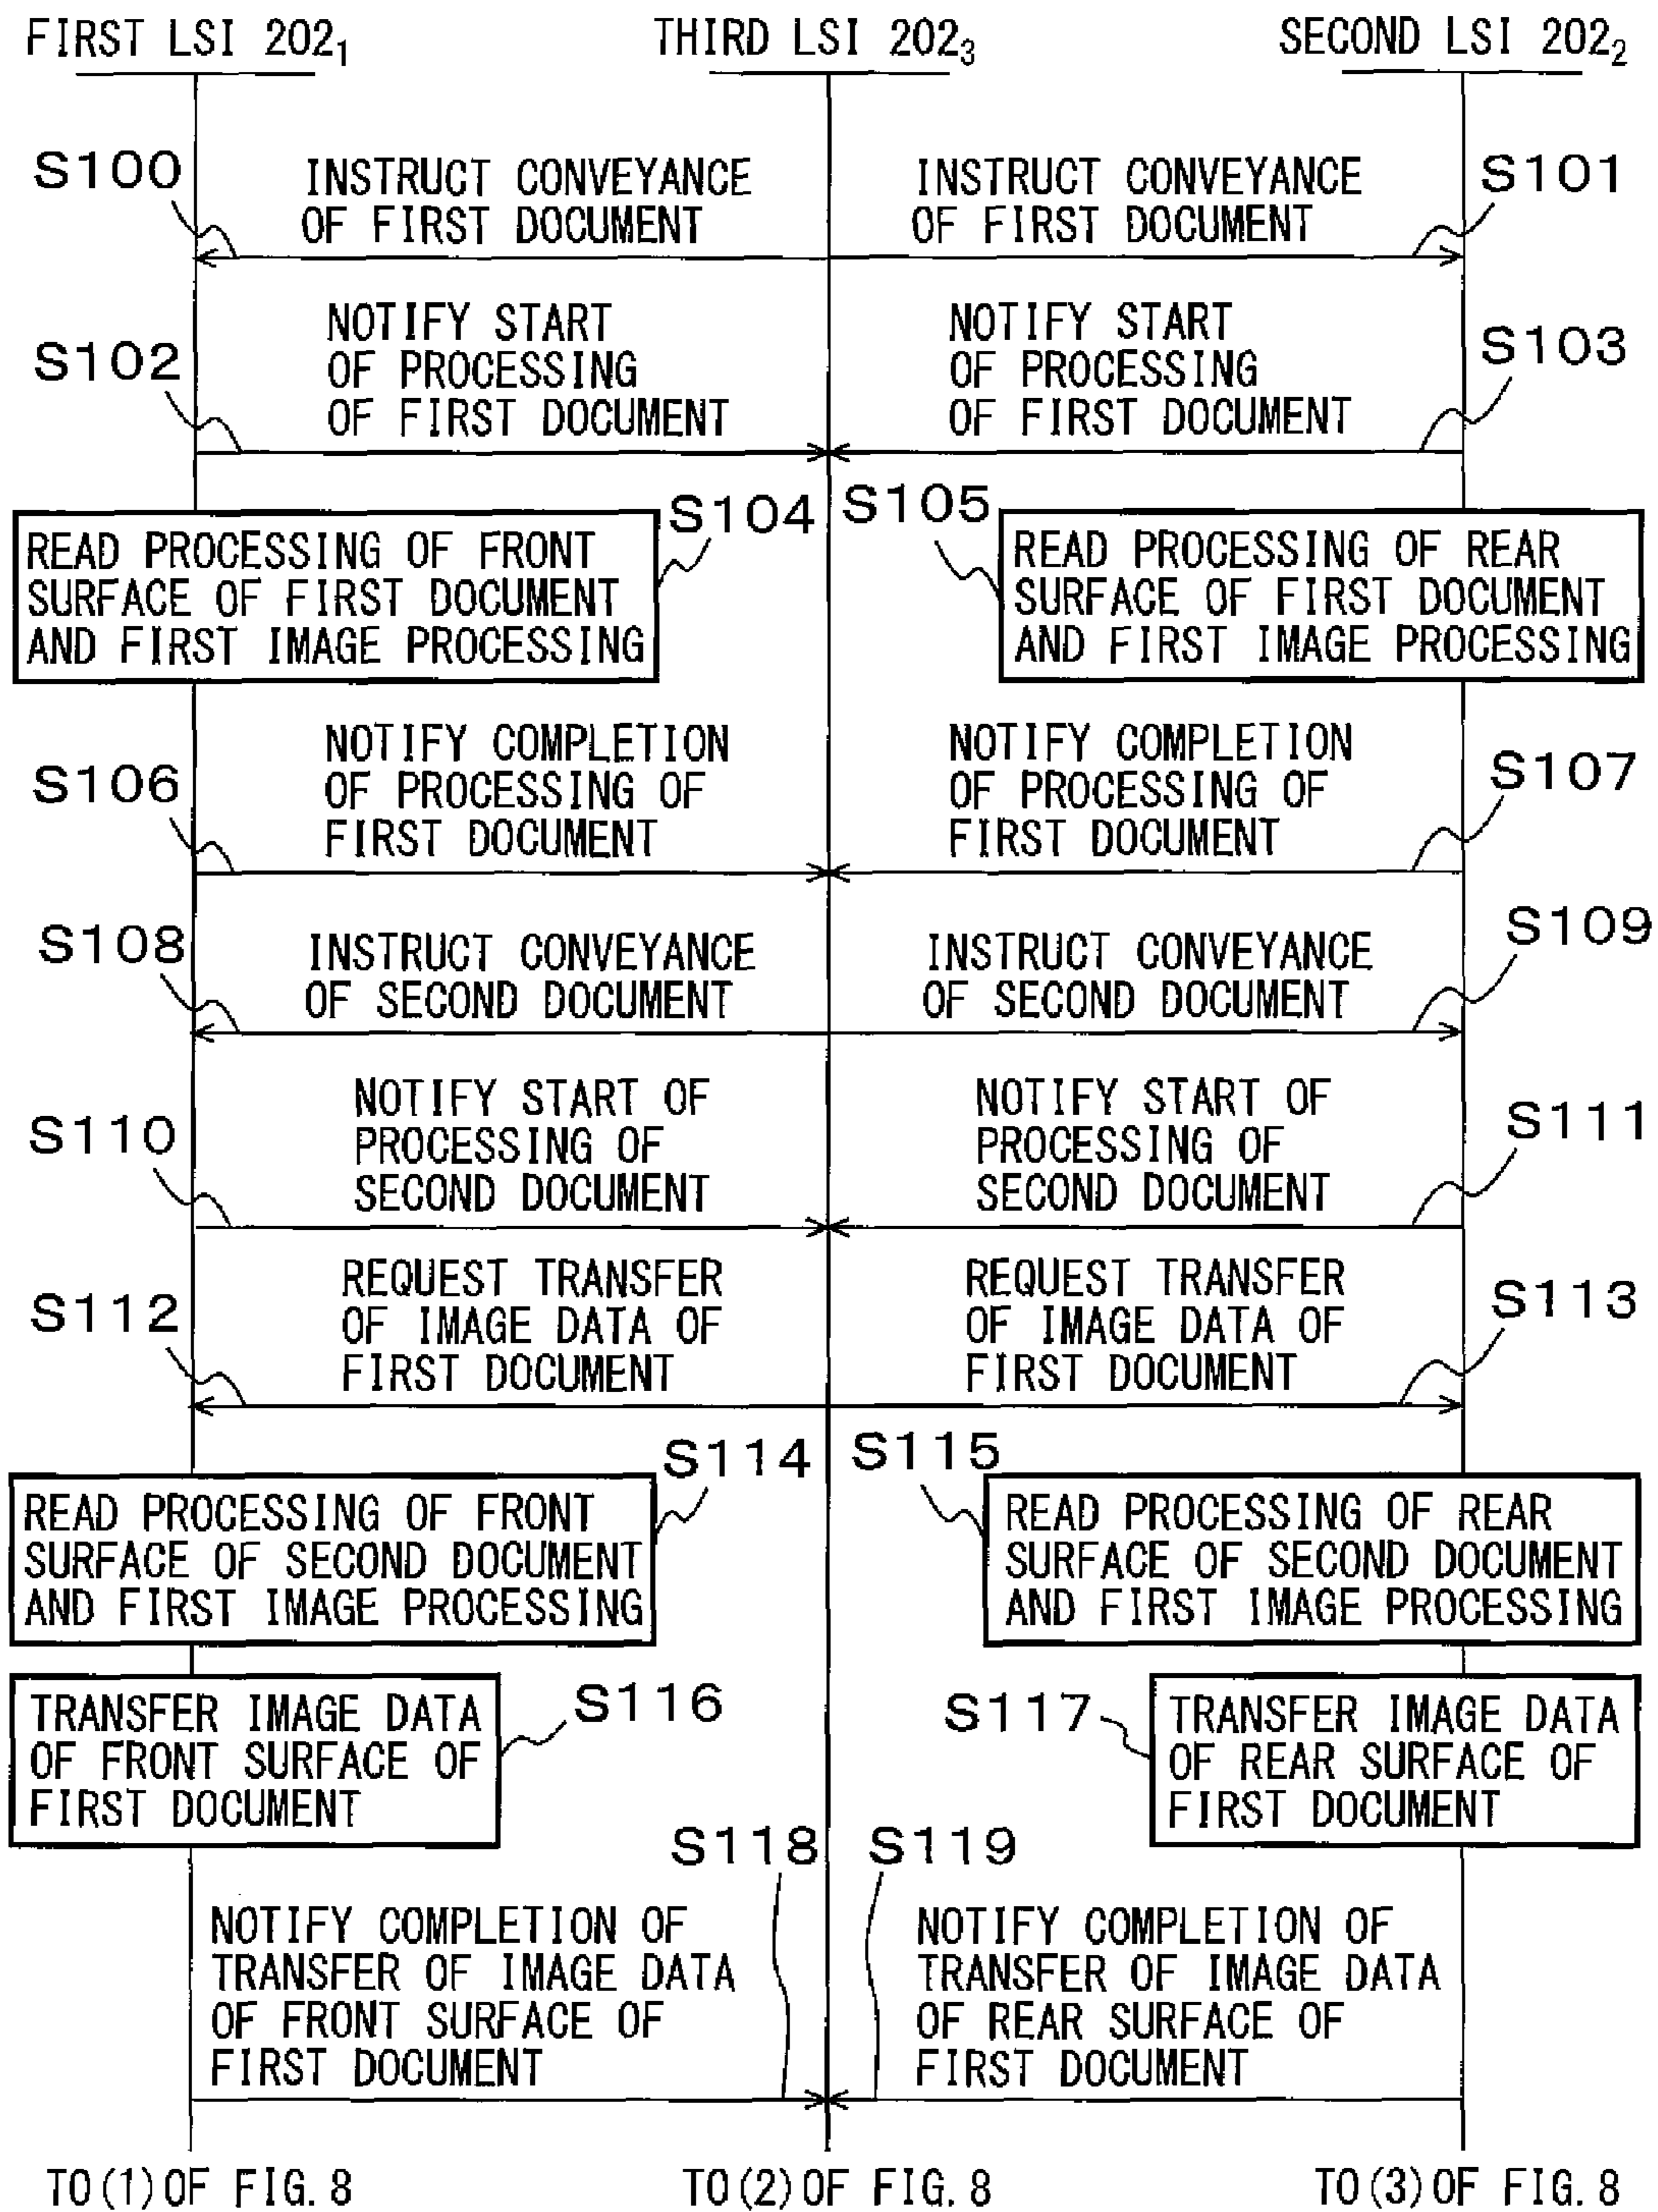 FIRST LSI 202₁
THIRD LSI 202₃
SECOND LSI 202₂
S100
INSTRUCT CONVEYANCE
OF FIRST DOCUMENT
INSTRUCT CONVEYANCE
OF FIRST DOCUMENT
S101
S102
NOTIFY START
OF PROCESSING
OF FIRST DOCUMENT
NOTIFY START
OF PROCESSING
OF FIRST DOCUMENT
S103
READ PROCESSING OF FRONT
SURFACE OF FIRST DOCUMENT
AND FIRST IMAGE PROCESSING
S104
S105
READ PROCESSING OF REAR
SURFACE OF FIRST DOCUMENT
AND FIRST IMAGE PROCESSING
S106
NOTIFY COMPLETION
OF PROCESSING OF
FIRST DOCUMENT
NOTIFY COMPLETION
OF PROCESSING OF
FIRST DOCUMENT
S107
S108
INSTRUCT CONVEYANCE
OF SECOND DOCUMENT
INSTRUCT CONVEYANCE
OF SECOND DOCUMENT
S109
S110
NOTIFY START OF
PROCESSING OF
SECOND DOCUMENT
NOTIFY START OF
PROCESSING OF
SECOND DOCUMENT
S111
S112
REQUEST TRANSFER
OF IMAGE DATA OF
FIRST DOCUMENT
REQUEST TRANSFER
OF IMAGE DATA OF
FIRST DOCUMENT
S113
READ PROCESSING OF FRONT
SURFACE OF SECOND DOCUMENT
AND FIRST IMAGE PROCESSING
S114
S115
READ PROCESSING OF REAR
SURFACE OF SECOND DOCUMENT
AND FIRST IMAGE PROCESSING
TRANSFER IMAGE DATA
OF FRONT SURFACE OF
FIRST DOCUMENT
S116
S117
TRANSFER IMAGE DATA
OF REAR SURFACE OF
FIRST DOCUMENT
S118
S119
NOTIFY COMPLETION OF
TRANSFER OF IMAGE DATA
OF FRONT SURFACE OF
FIRST DOCUMENT
NOTIFY COMPLETION OF
TRANSFER OF IMAGE DATA
OF REAR SURFACE OF
FIRST DOCUMENT
TO(1)OF FIG.8
TO(2)OF FIG.8
TO(3)OF FIG.8